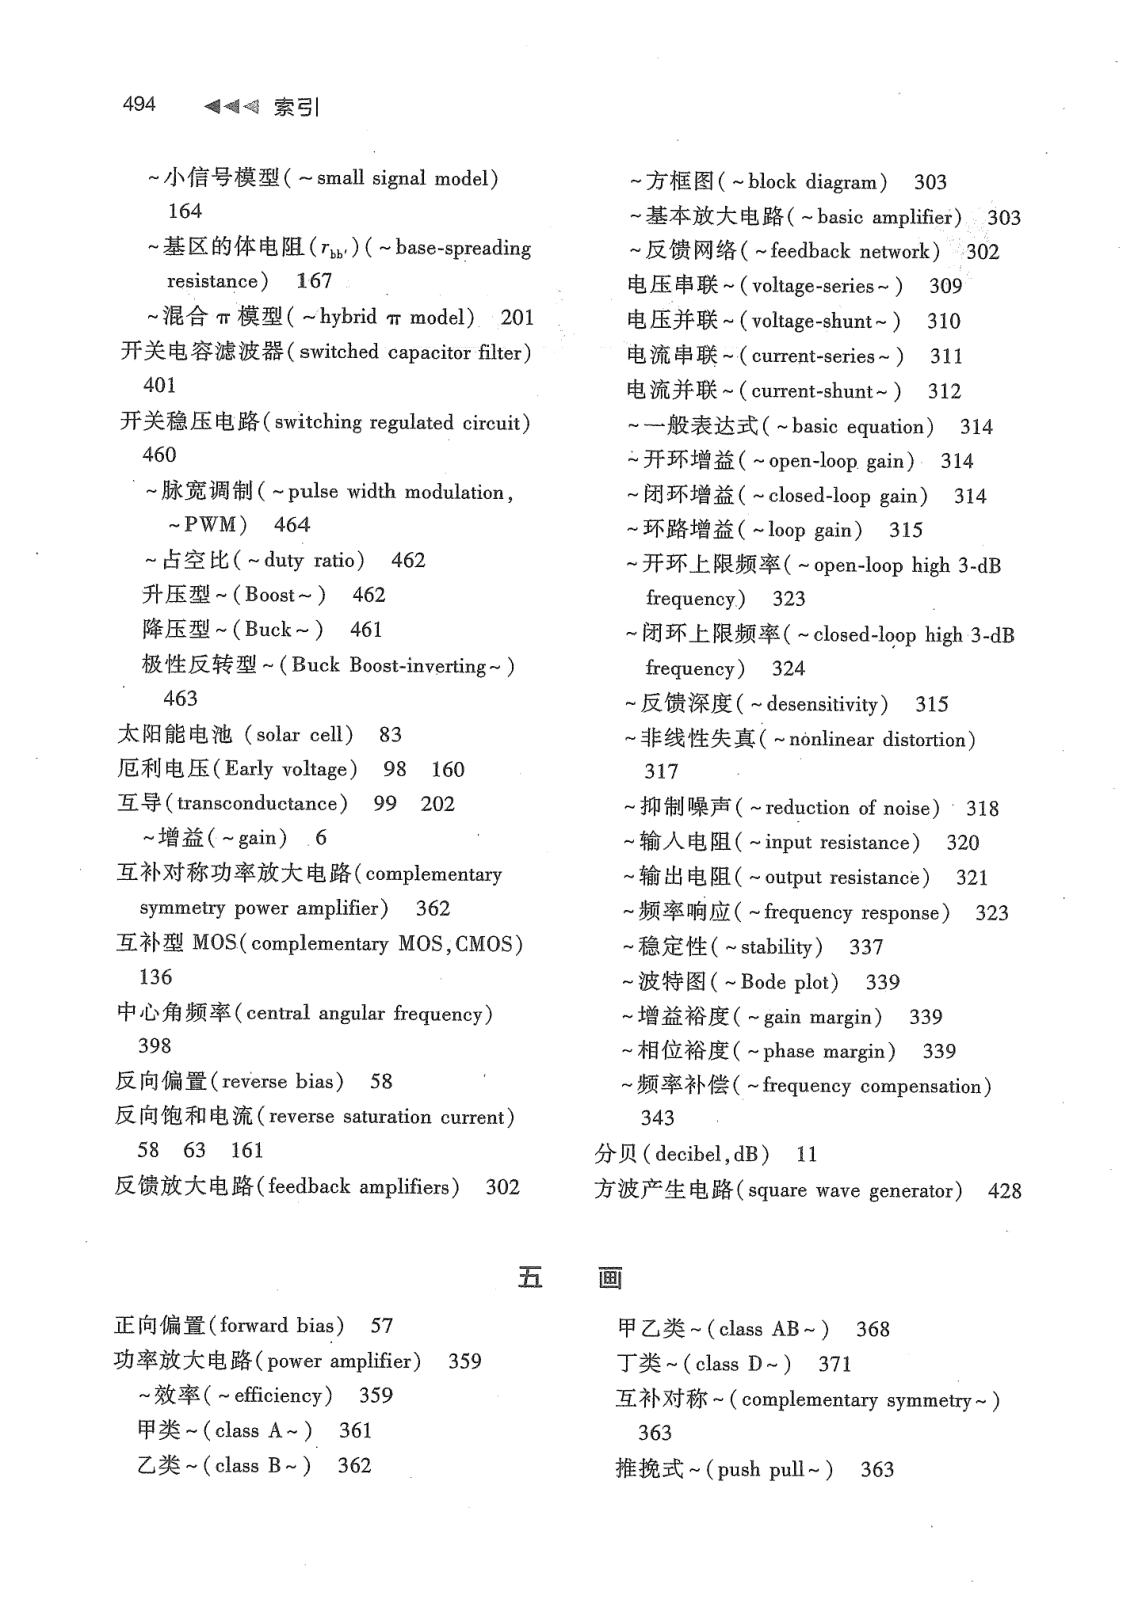 494 索引
~小信号模型(~small signal model)
164
~基区的体电阻(rbb′)(~base-spreading
resistance) 167
~混合π模型(~hybrid π model) 201
开关电容滤波器(switched capacitor filter)
401
开关稳压电路(switching regulated circuit)
460
~脉宽调制(~pulse width modulation,
~PWM) 464
~占空比(~duty ratio) 462
升压型~(Boost~) 462
降压型~(Buck~) 461
极性反转型~(Buck Boost-inverting~)
463
太阳能电池 (solar cell) 83
厄利电压(Early voltage) 98 160
互导(transconductance) 99 202
~增益(~gain) 6
互补对称功率放大电路(complementary
symmetry power amplifier) 362
互补型 MOS(complementary MOS,CMOS)
136
中心角频率(central angular frequency)
398
反向偏置(reverse bias) 58
反向饱和电流(reverse saturation current)
58 63 161
反馈放大电路(feedback amplifiers) 302
~方框图(~block diagram) 303
~基本放大电路(~basic amplifier) 303
~反馈网络(~feedback network) 302
电压串联~(voltage-series~) 309
电压并联~(voltage-shunt~) 310
电流串联~(current-series~) 311
电流并联~(current-shunt~) 312
~一般表达式(~basic equation) 314
~开环增益(~open-loop gain) 314
~闭环增益(~closed-loop gain) 314
~环路增益(~loop gain) 315
~开环上限频率(~open-loop high 3-dB
frequency) 323
~闭环上限频率(~closed-loop high 3-dB
frequency) 324
~反馈深度(~desensitivity) 315
~非线性失真(~nonlinear distortion)
317
~抑制噪声(~reduction of noise) 318
~输入电阻(~input resistance) 320
~输出电阻(~output resistance) 321
~频率响应(~frequency response) 323
~稳定性(~stability) 337
~波特图(~Bode plot) 339
~增益裕度(~gain margin) 339
~相位裕度(~phase margin) 339
~频率补偿(~frequency compensation)
343
分贝(decibel,dB) 11
方波产生电路(square wave generator) 428
五 画
正向偏置(forward bias) 57
功率放大电路(power amplifier) 359
~效率(~efficiency) 359
甲类~(class A~) 361
乙类~(class B~) 362
甲乙类~(class AB~) 368
丁类~(class D~) 371
互补对称~(complementary symmetry~)
363
推挽式~(push pull~) 363